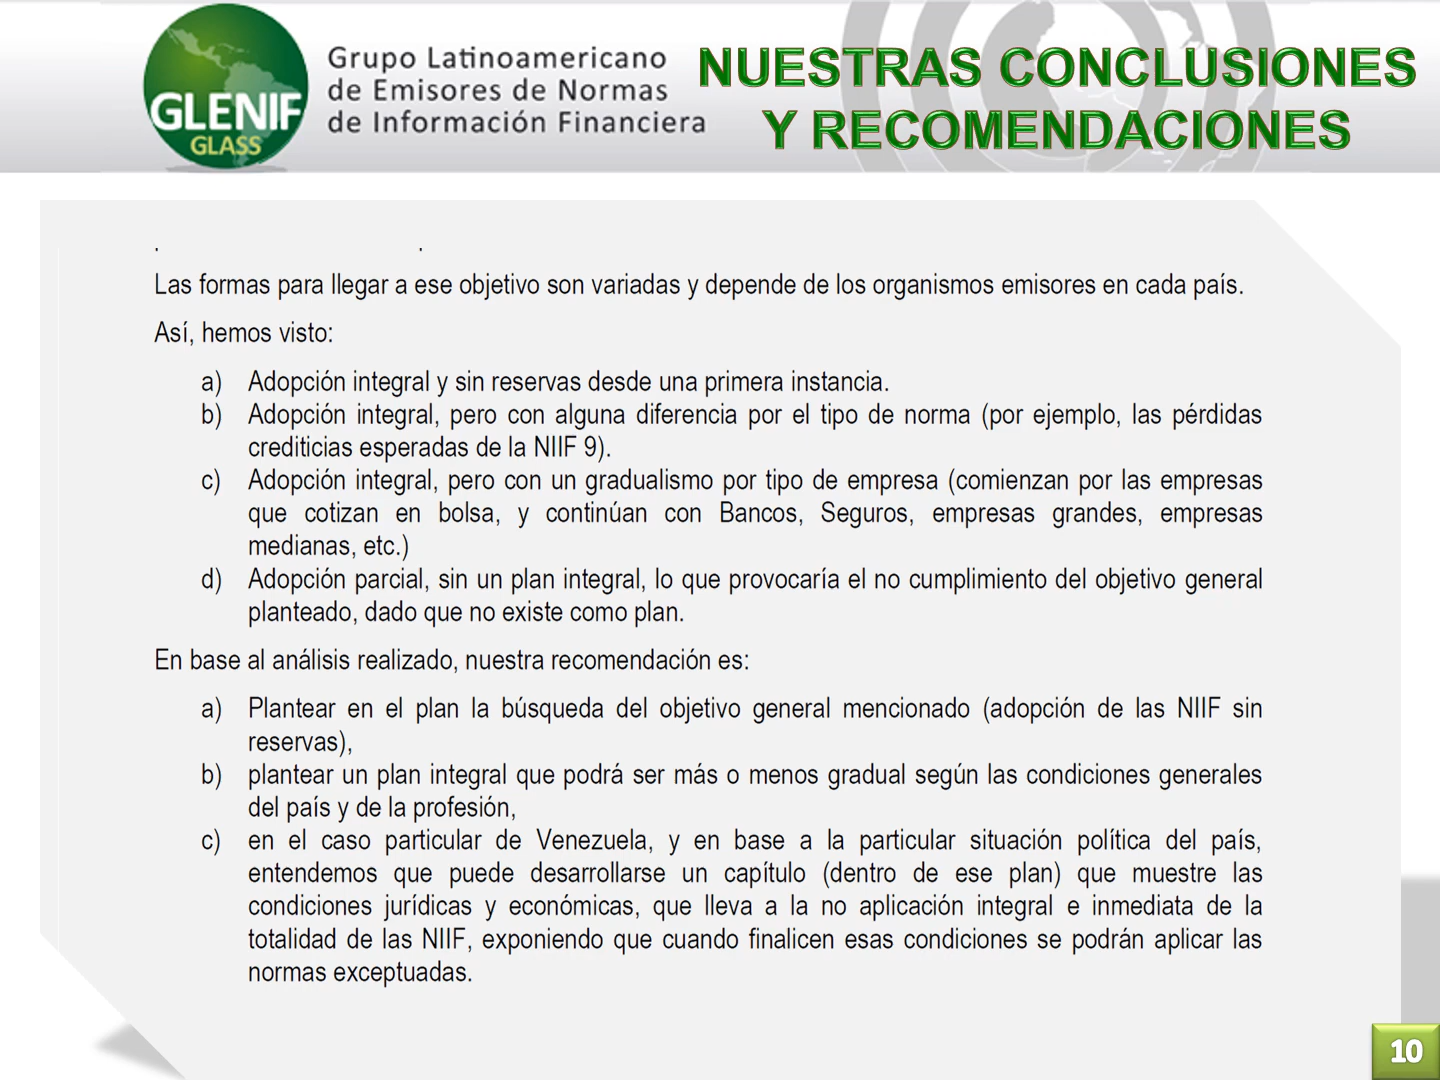 GLENIF
GLASS
Grupo Latinoamericano
de Emisores de Normas
de Información Financiera
NUESTRAS CONCLUSIONES
Y RECOMENDACIONES
Las formas para llegar a ese objetivo son variadas y depende de los organismos emisores en cada país.
Así, hemos visto:
a) Adopción integral y sin reservas desde una primera instancia.
b) Adopción integral, pero con alguna diferencia por el tipo de norma (por ejemplo, las pérdidas
crediticias esperadas de la NIIF 9).
c) Adopción integral, pero con un gradualismo por tipo de empresa (comienzan por las empresas
que cotizan en bolsa, y continúan con Bancos, Seguros, empresas grandes, empresas
medianas, etc.)
d) Adopción parcial, sin un plan integral, lo que provocaría el no cumplimiento del objetivo general
planteado, dado que no existe como plan.
En base al análisis realizado, nuestra recomendación es:
a) Plantear en el plan la búsqueda del objetivo general mencionado (adopción de las NIIF sin
reservas),
b) plantear un plan integral que podrá ser más o menos gradual según las condiciones generales
del país y de la profesión,
c) en el caso particular de Venezuela, y en base a la particular situación política del país,
entendemos que puede desarrollarse un capítulo (dentro de ese plan) que muestre las
condiciones jurídicas y económicas, que lleva a la no aplicación integral e inmediata de la
totalidad de las NIIF, exponiendo que cuando finalicen esas condiciones se podrán aplicar las
normas exceptuadas.
10